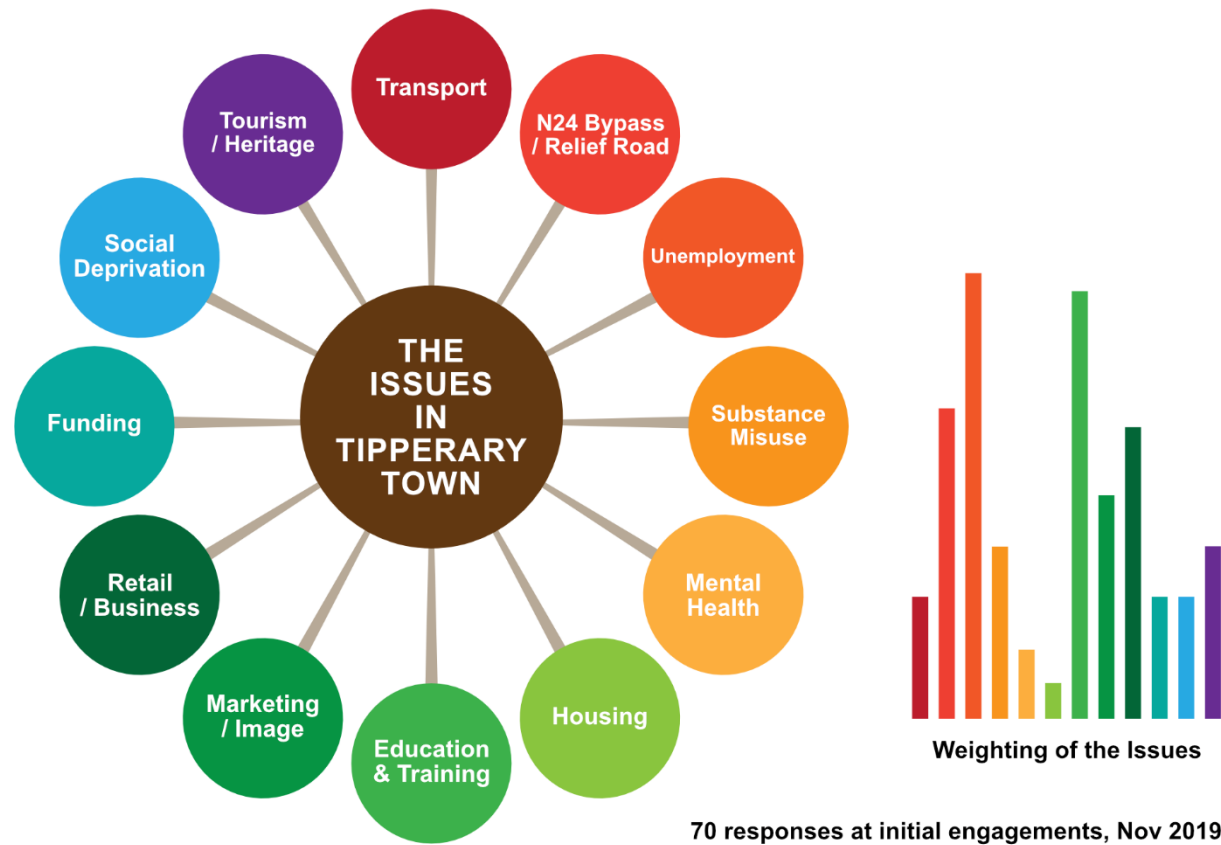 Transport
N24 Bypass
/ Relief Road
Unemployment
Substance
Misuse
Mental
Health
Housing
Education
& Training
Marketing
/ Image
Retail
/ Business
Funding
Social
Deprivation
Tourism
/ Heritage
THE
ISSUES
IN
TIPPERARY
TOWN
Weighting of the Issues
70 responses at initial engagements, Nov 2019